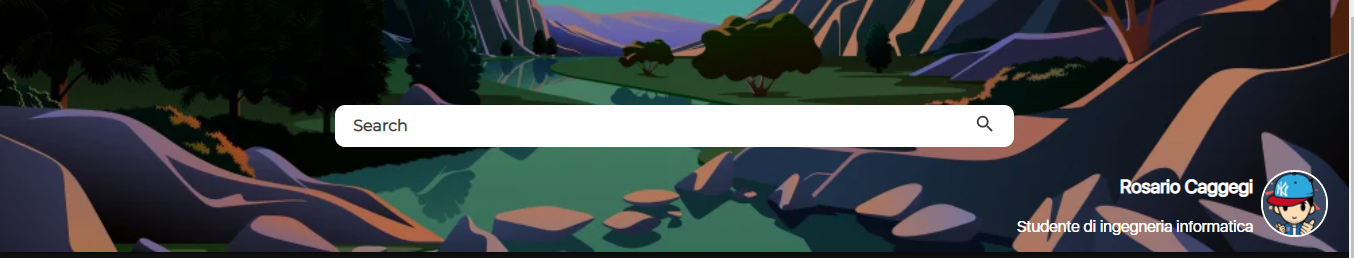 Search
Rosario Caggegi
Studente di ingegneria informatica